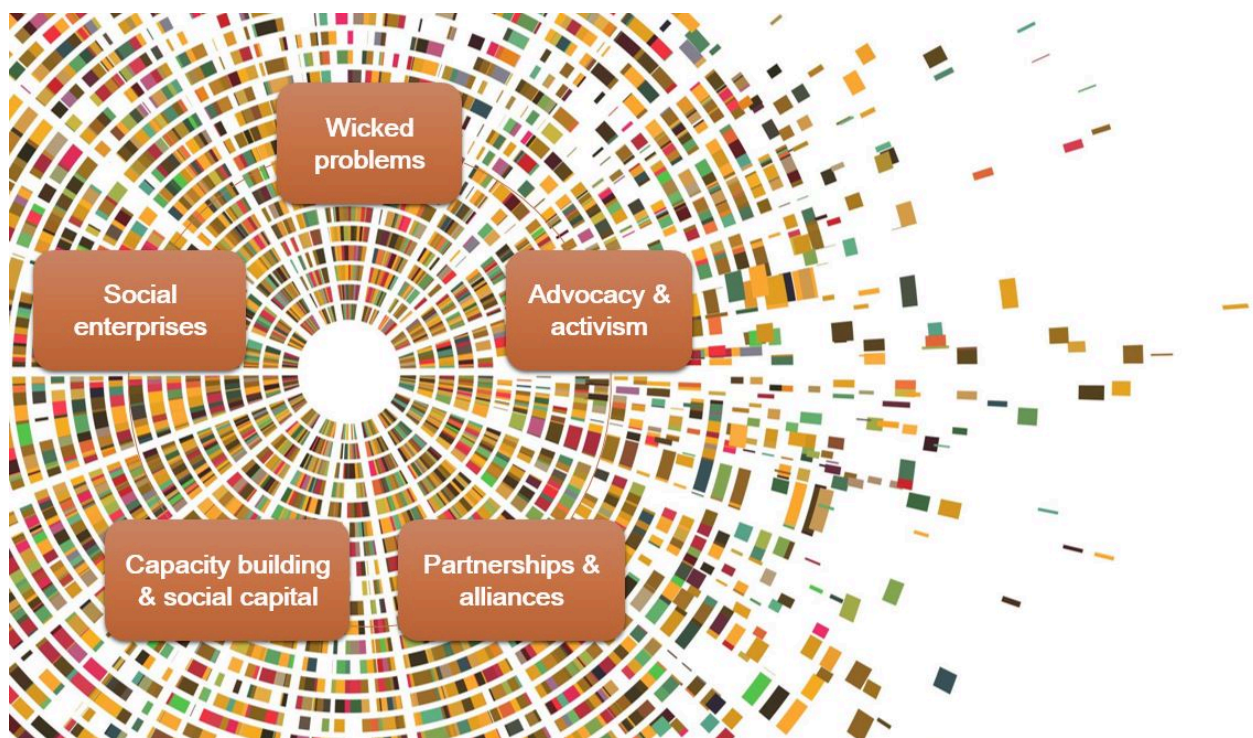 Wicked
problems
Social
enterprises
Advocacy &
activism
Capacity building
& social capital
Partnerships &
alliances